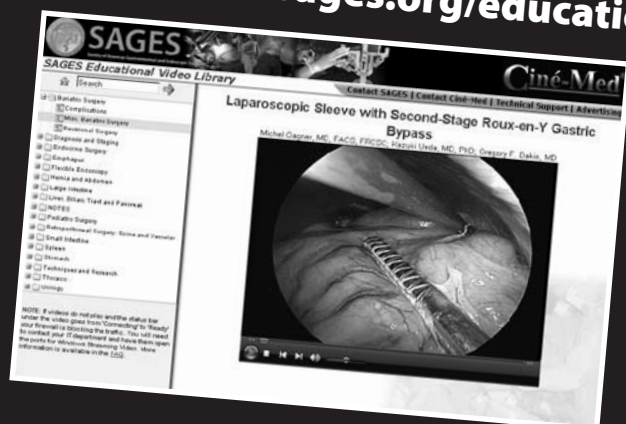 ages.org/educati
SAGES
SAGES Educational Video Library
Ciné-Med
Contact SAGES | Contact Ciné-Med | Technical Support | Advertising
Search
Bariatric Surgery
Complications
Misc. Bariatric Surgery
Revisional Surgery
Diagnosis and Staging
Endocrine Surgery
Esophagus
Flexible Endoscopy
Hernia and Abdomen
Large Intestine
Liver, Biliary Tract and Pancreas
NOTES
Pediatric Surgery
Retroperitoneal Surgery: Spine and Vascular
Small Intestine
Spleen
Stomach
Techniques and Research
Thoracic
Urology
NOTE: If videos do not play and the status bar
under the video goes from 'Connecting' to 'Ready'
your firewall is blocking the traffic. You will need
to contact your IT department and have them open
the ports for Windows Streaming Video. More
information is available in the FAQ.
Laparoscopic Sleeve with Second-Stage Roux-en-Y Gastric
Bypass
Michel Gagner, MD, FACS, FRCSC; Kazuki Ueda, MD, PhD; Gregory F. Dakin, MD